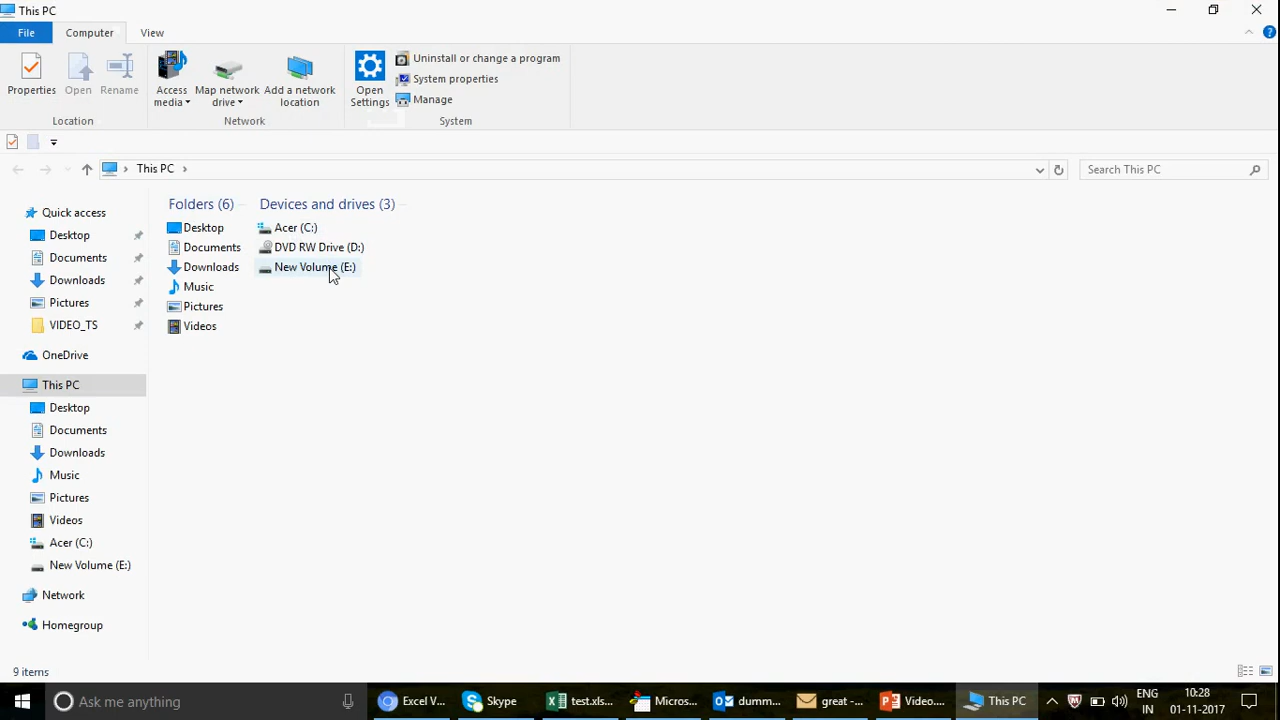 This PC
File Computer View
Properties Open Rename Access media Map network drive Add a network location Open Settings Uninstall or change a program
System properties
Manage
Location Network System
This PC
Search This PC
Quick access
Desktop
Documents
Downloads
Pictures
VIDEO_TS
OneDrive
This PC
Desktop
Documents
Downloads
Music
Pictures
Videos
Acer (C:)
New Volume (E:)
Network
Homegroup
Folders (6)
Desktop
Documents
Downloads
Music
Pictures
Videos
Devices and drives (3)
Acer (C:)
DVD RW Drive (D:)
New Volume (E:)
9 items
Ask me anything
Excel V...
Skype
test.xls...
Micros...
dumm...
great -...
Video....
This PC
ENG
IN
10:28
01-11-2017